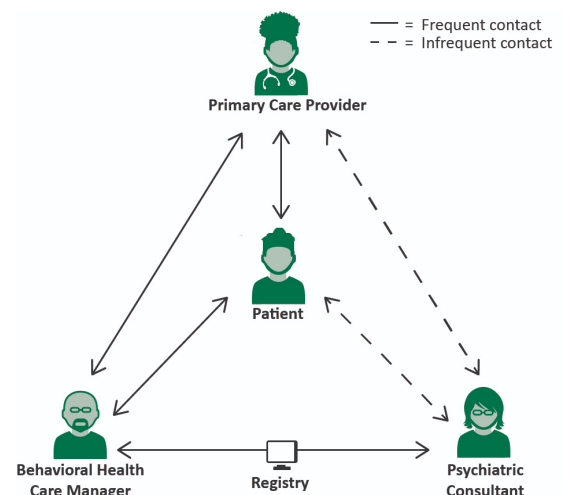 = Frequent contact
= Infrequent contact
Primary Care Provider
Patient
Behavioral Health
Care Manager
Registry
Psychiatric
Consultant